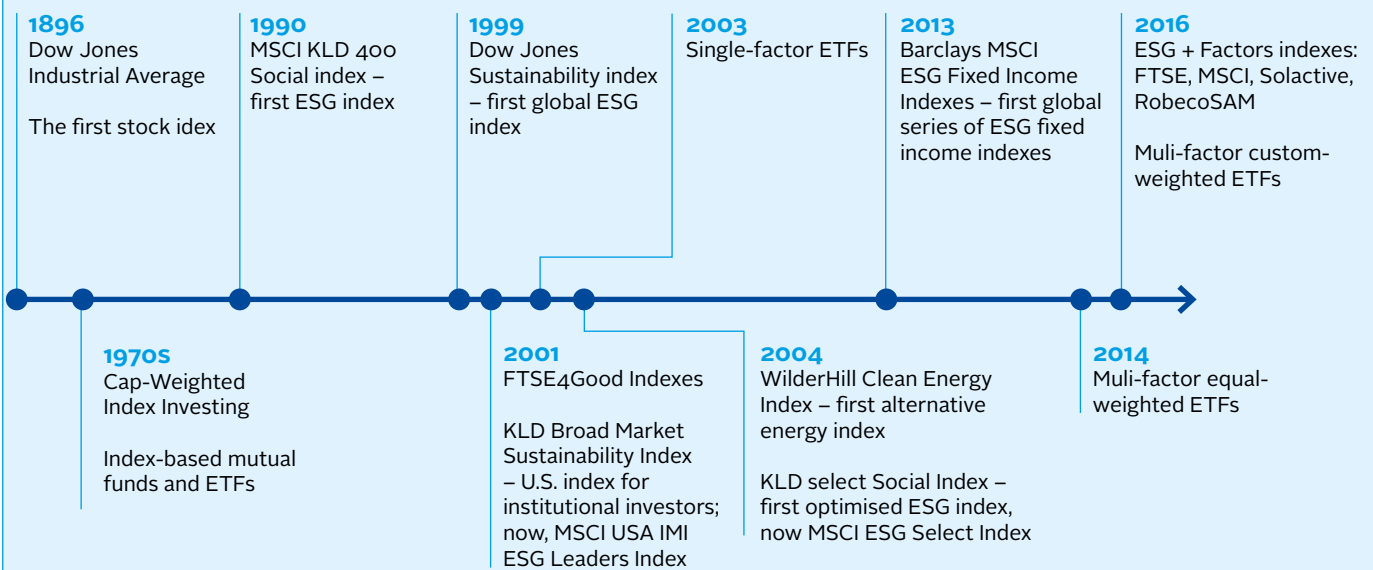 1896
Dow Jones
Industrial Average
The first stock idex
1990
MSCI KLD 400
Social index –
first ESG index
1999
Dow Jones
Sustainability index
– first global ESG
index
2003
Single-factor ETFs
2013
Barclays MSCI
ESG Fixed Income
Indexes – first global
series of ESG fixed
income indexes
2016
ESG + Factors indexes:
FTSE, MSCI, Solactive,
RobecoSAM
Muli-factor custom-
weighted ETFs
1970s
Cap-Weighted
Index Investing
Index-based mutual
funds and ETFs
2001
FTSE4Good Indexes
KLD Broad Market
Sustainability Index
– U.S. index for
institutional investors;
now, MSCI USA IMI
ESG Leaders Index
2004
WilderHill Clean Energy
Index – first alternative
energy index
KLD select Social Index –
first optimised ESG index,
now MSCI ESG Select Index
2014
Muli-factor equal-
weighted ETFs